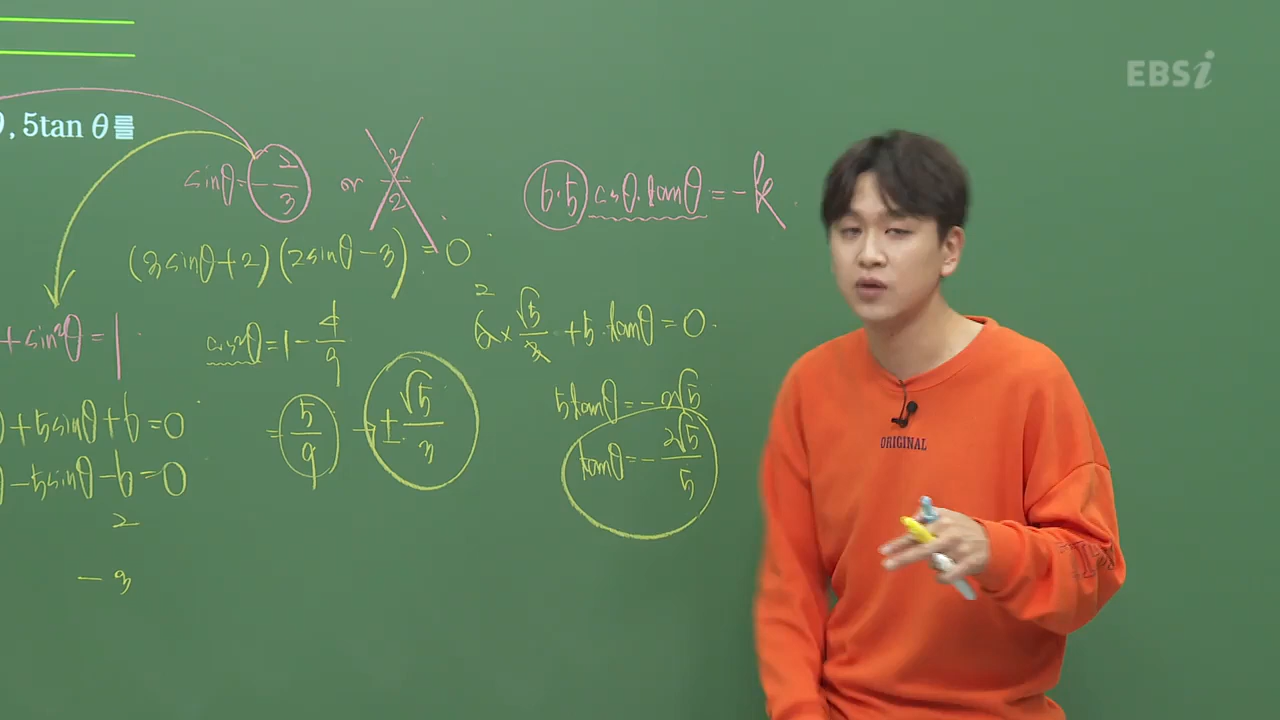 EBSi
θ, 5tan θ를
sinθ = -2/3 or 3/2
(3sinθ+2)(2sinθ-3) = 0
6·5 cosθ·tanθ = -k
+sin²θ = 1
cos²θ = 1 - 4/9
= 5/9 → ± √5/3
2
6 × √5/3 + 5·tanθ = 0
5tanθ = -2√5
tanθ = - 2√5/5
) + 5sinθ + 6 = 0
) - 5sinθ - 6 = 0
2
- 3
ORIGINAL